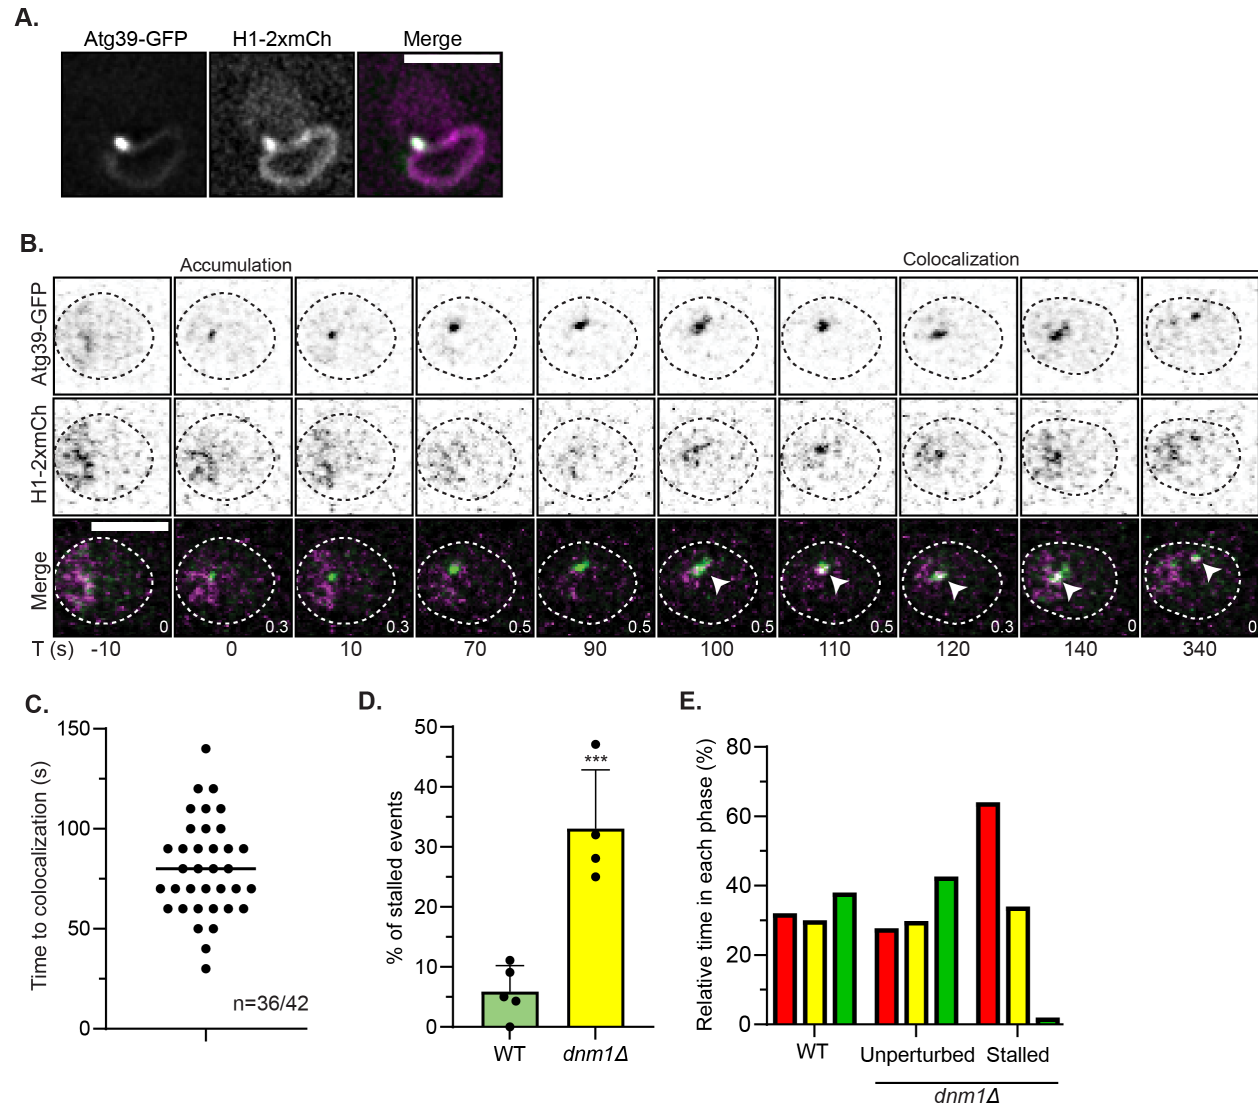 A.
Atg39-GFP H1-2xmCh Merge
B.
Accumulation Colocalization
Atg39-GFP
H1-2xmCh
Merge
0 0.3 0.3 0.5 0.5 0.5 0.5 0.3 0 0
T (s) -10 0 10 70 90 100 110 120 140 340
C.
Time to colocalization (s)
150
100
50
0
n=36/42
D.
% of stalled events
50
40
30
20
10
0
***
WT dnm1Δ
E.
Relative time in each phase (%)
80
60
40
20
0
WT Unperturbed Stalled
dnm1Δ